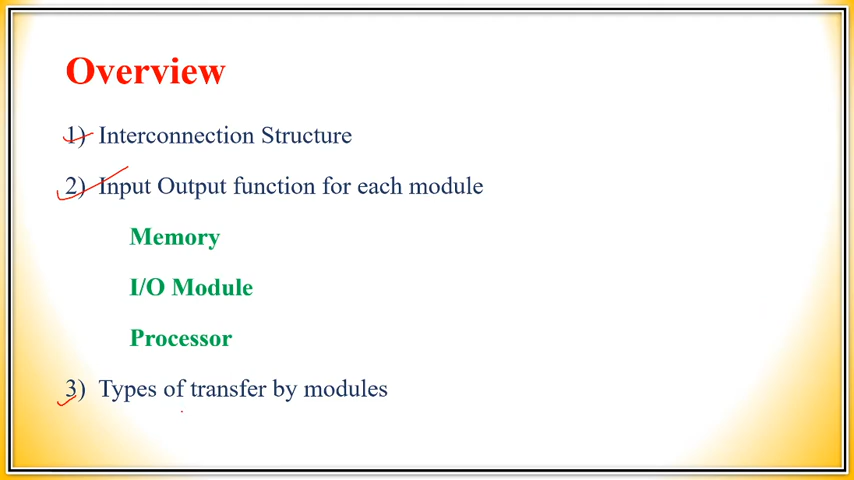 Overview
1) Interconnection Structure
2) Input Output function for each module
Memory
I/O Module
Processor
3) Types of transfer by modules